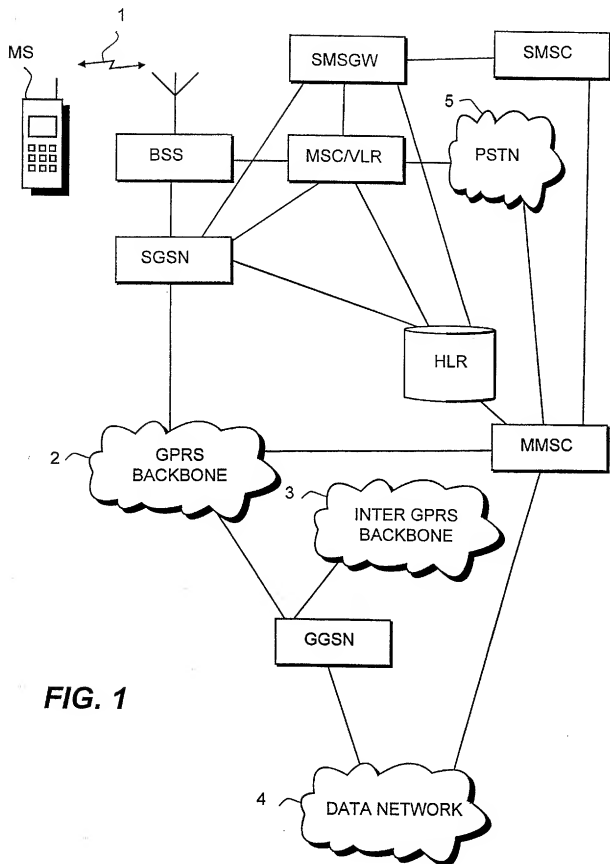 1
MS
SMSGW
SMSC
5
BSS
MSC/VLR
PSTN
SGSN
HLR
2
GPRS
BACKBONE
MMSC
3
INTER GPRS
BACKBONE
GGSN
FIG. 1
4
DATA NETWORK